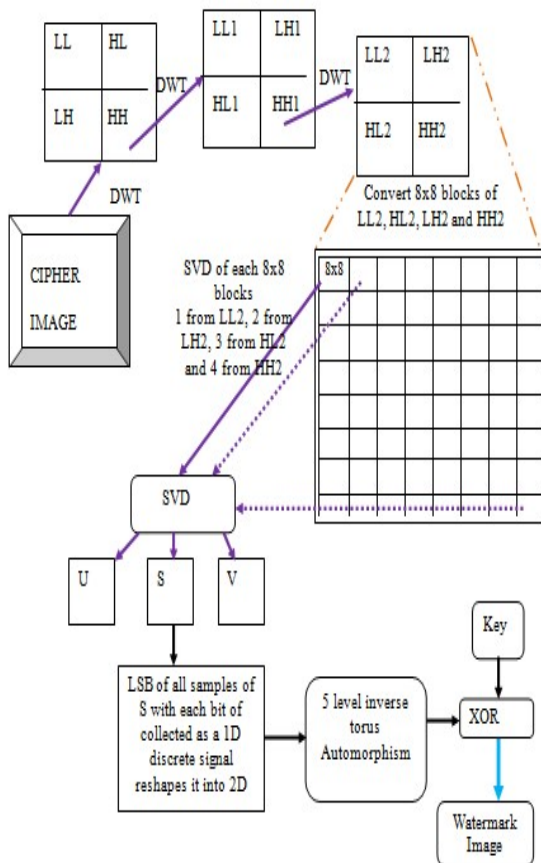 LL HL
LH HH
DWT
LL1 LH1
HL1 HH1
DWT
LL2 LH2
HL2 HH2
DWT
CIPHER
IMAGE
Convert 8x8 blocks of
LL2, HL2, LH2 and HH2
8x8
SVD of each 8x8
blocks
1 from LL2, 2 from
LH2, 3 from HL2
and 4 from HH2
SVD
U S V
LSB of all samples of
S with each bit of
collected as a 1D
discrete signal
reshapes it into 2D
5 level inverse
torus
Automorphism
Key
XOR
Watermark
Image